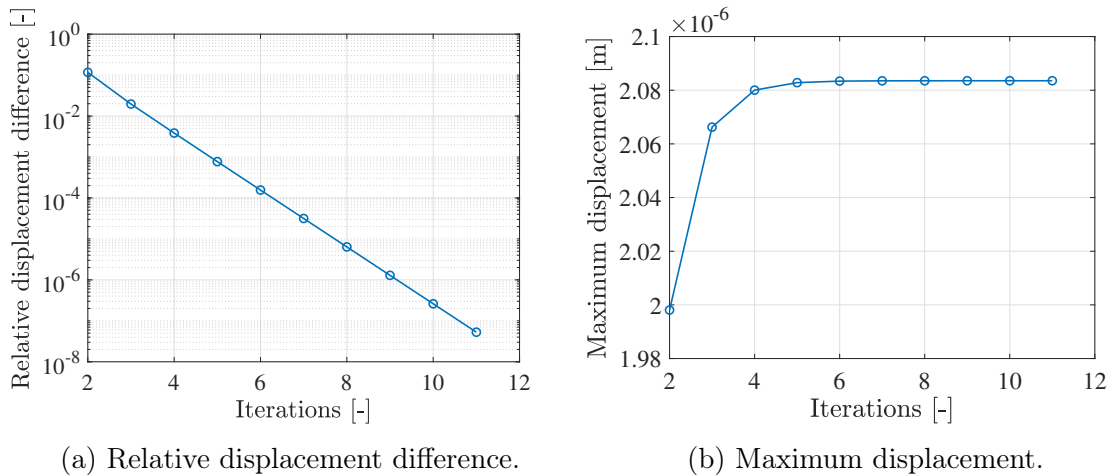 Relative displacement difference [-]
10^0
10^-2
10^-4
10^-6
10^-8
2 4 6 8 10 12
Iterations [-]
(a) Relative displacement difference.
×10^-6
Maximum displacement [m]
2.1
2.08
2.06
2.04
2.02
2
1.98
2 4 6 8 10 12
Iterations [-]
(b) Maximum displacement.